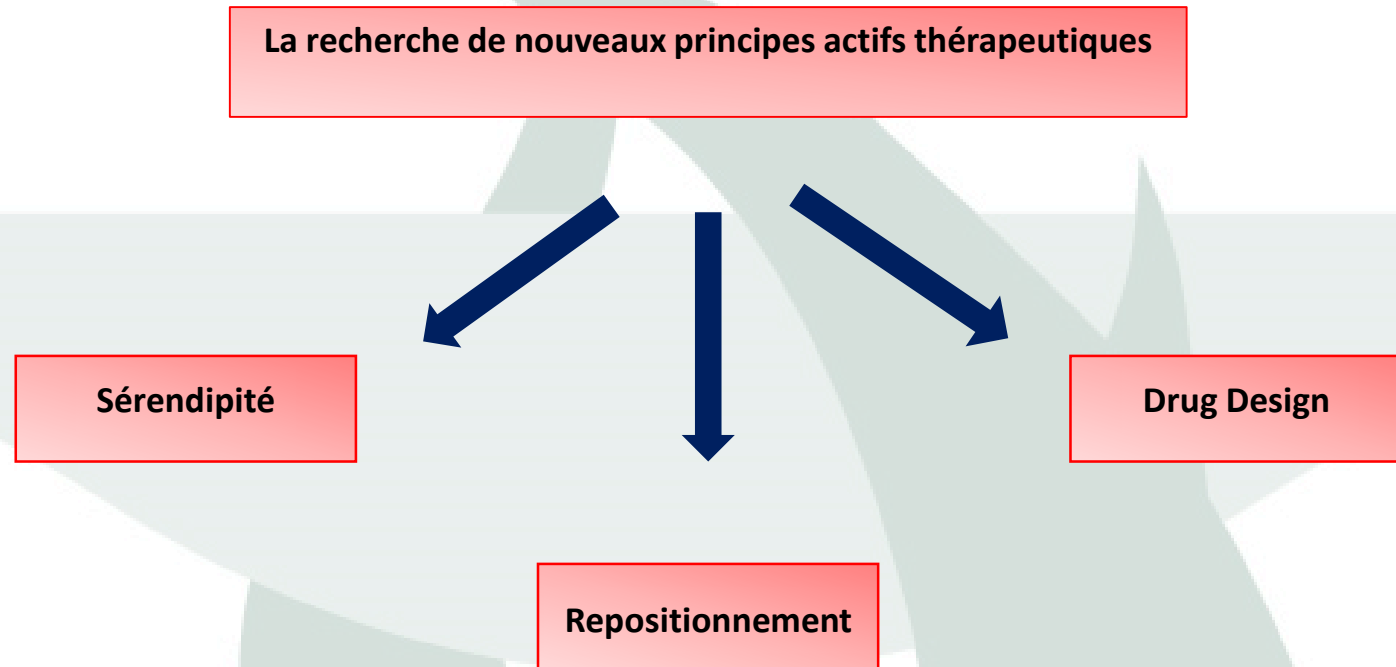 La recherche de nouveaux principes actifs thérapeutiques
Sérendipité
Drug Design
Repositionnement